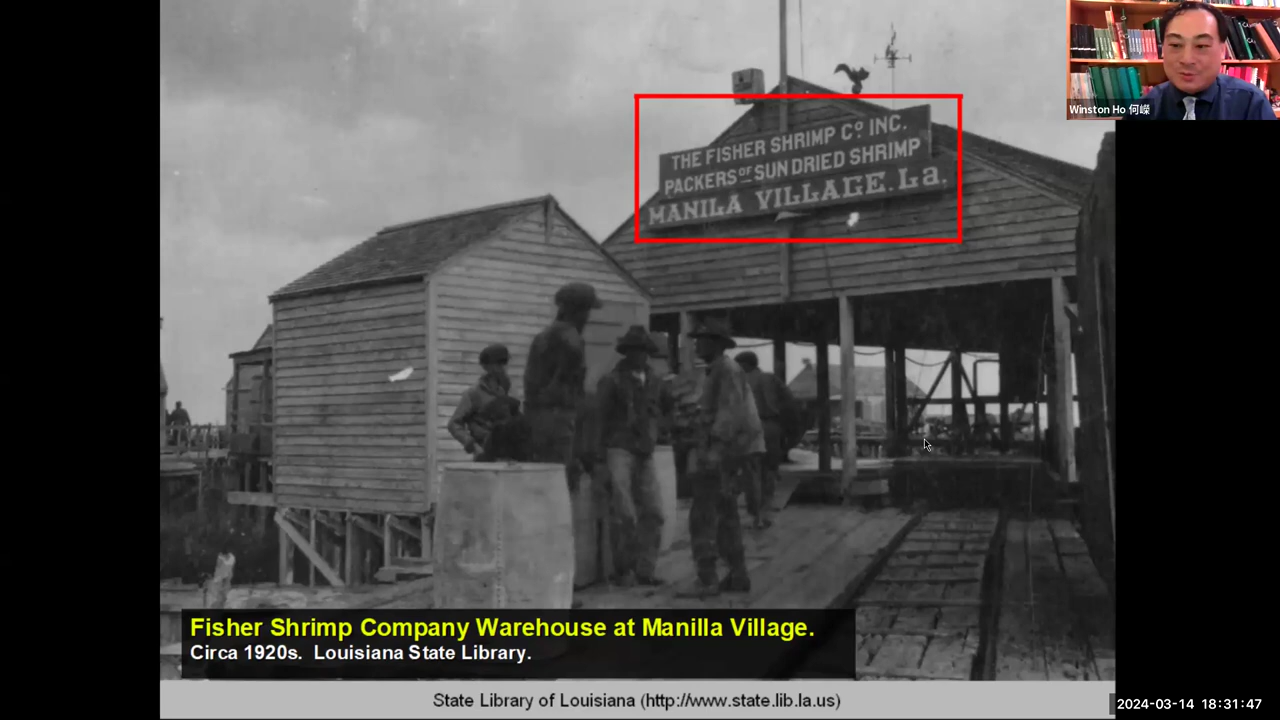 THE FISHER SHRIMP Cº INC.
PACKERS OF SUN DRIED SHRIMP
MANILA VILLAGE. La.
Winston Ho 何嶸
Fisher Shrimp Company Warehouse at Manilla Village.
Circa 1920s. Louisiana State Library.
State Library of Louisiana (http://www.state.lib.la.us)
2024-03-14 18:31:47